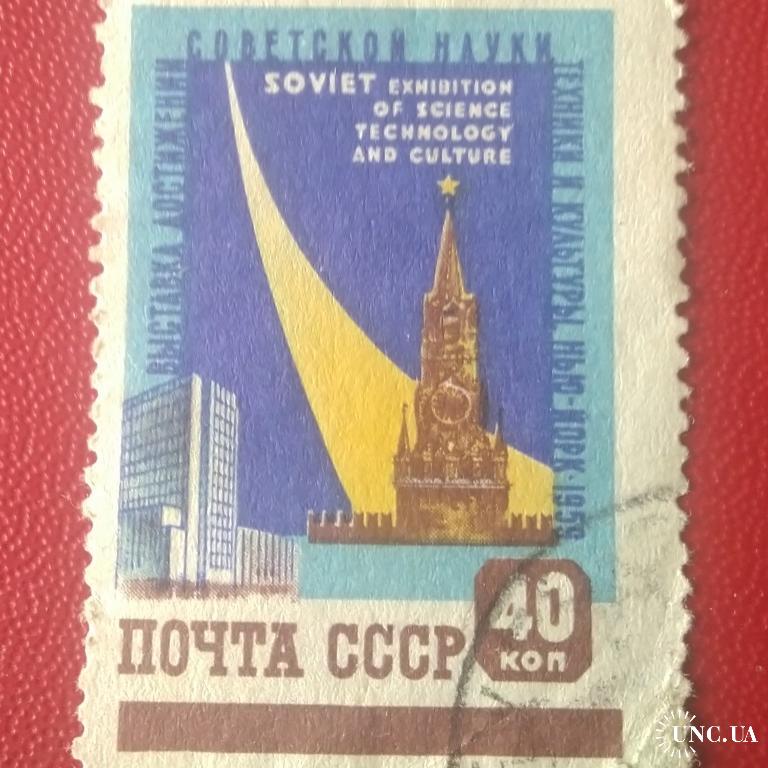 ВЫСТАВКА ДОСТИЖЕНИЙ
СОВЕТСКОЙ НАУКИ
ТЕХНИКИ И КУЛЬТУРЫ. НЬЮ-ЙОРК·1959
SOVIET EXHIBITION
OF SCIENCE
TECHNOLOGY
AND CULTURE
ПОЧТА СССР
40
КОП
UNC.UA